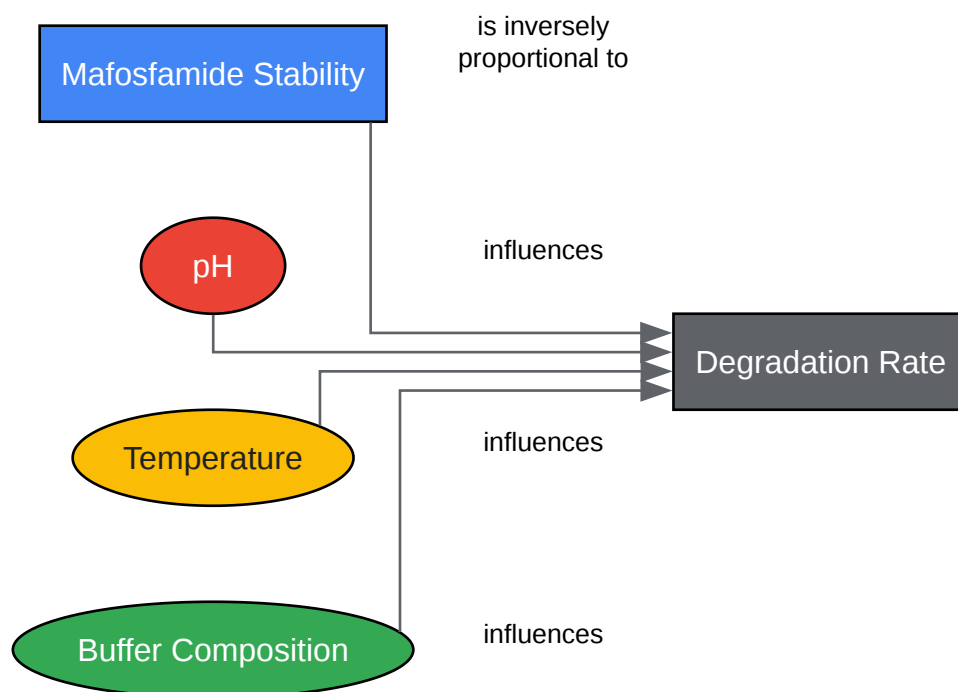 is inversely
proportional to
Mafosfamide Stability
influences
pH
Degradation Rate
influences
Temperature
influences
Buffer Composition